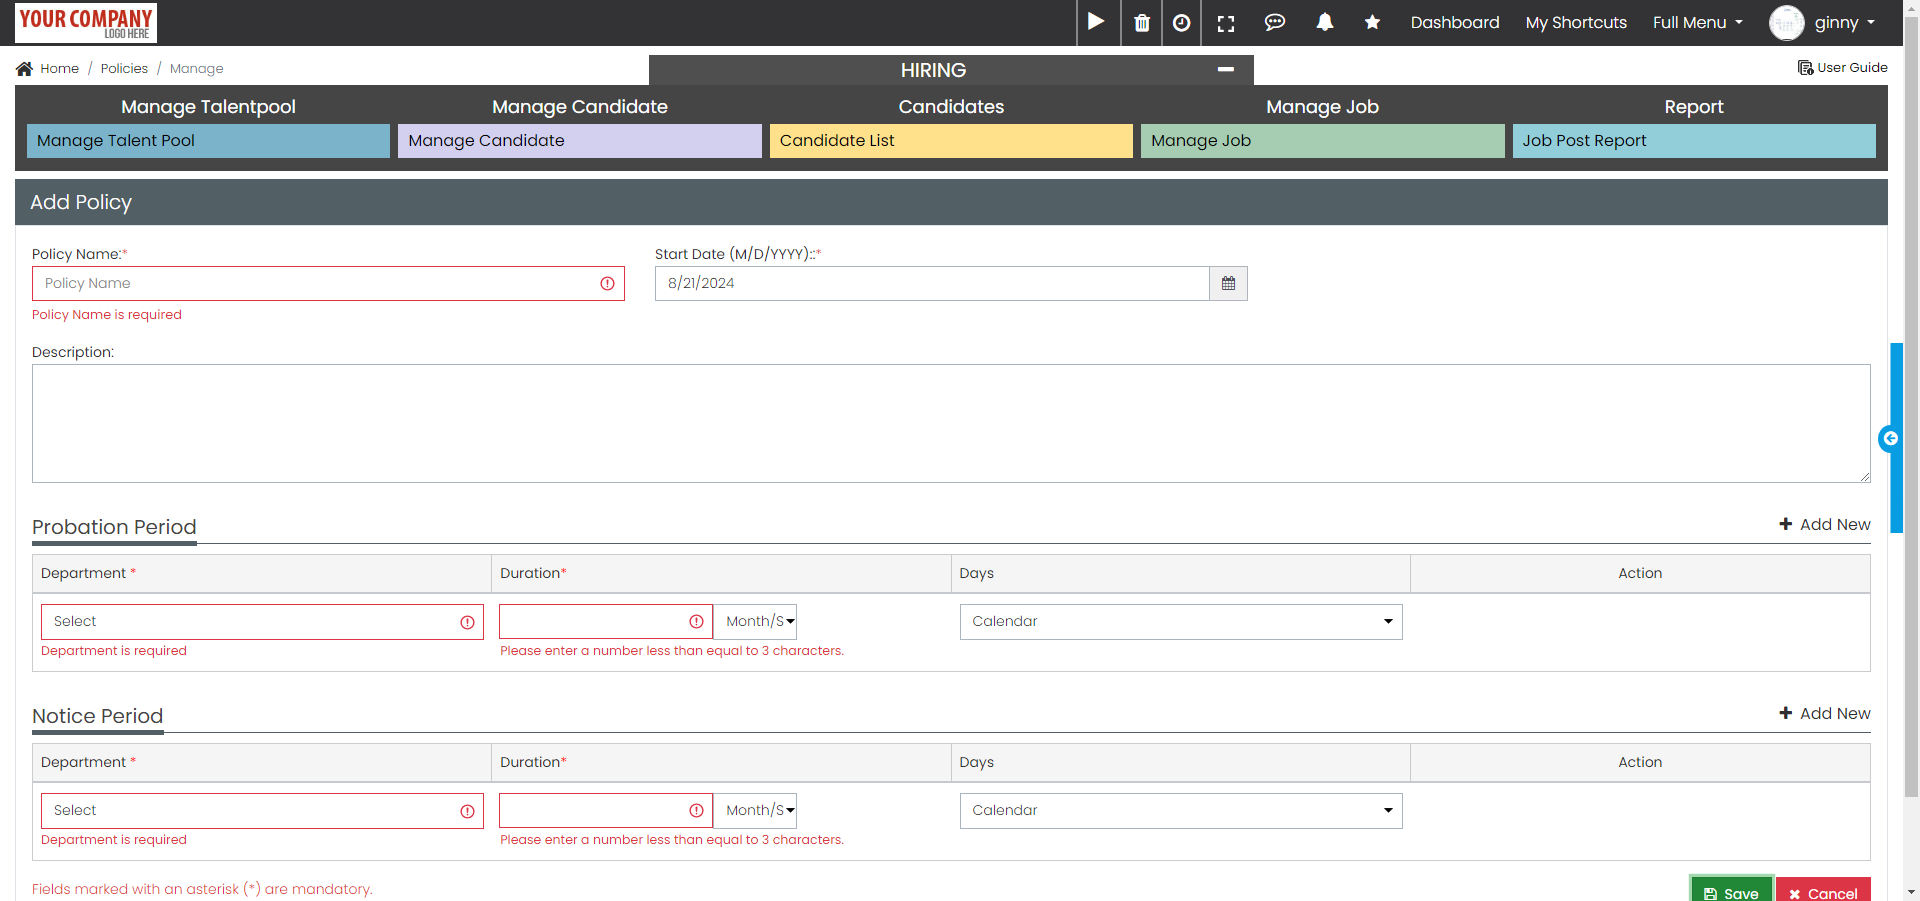 YOUR COMPANY
LOGO HERE
Dashboard My Shortcuts Full Menu ginny
Home / Policies / Manage
HIRING
User Guide
Manage Talentpool Manage Candidate Candidates Manage Job Report
Manage Talent Pool Manage Candidate Candidate List Manage Job Job Post Report
Add Policy
Policy Name:* Start Date (M/D/YYYY)::*
Policy Name 8/21/2024
Policy Name is required
Description:
Probation Period Add New
Department * Duration* Days Action
Select Month/S Calendar
Department is required Please enter a number less than equal to 3 characters.
Notice Period Add New
Department * Duration* Days Action
Select Month/S Calendar
Department is required Please enter a number less than equal to 3 characters.
Fields marked with an asterisk (*) are mandatory.
Save Cancel